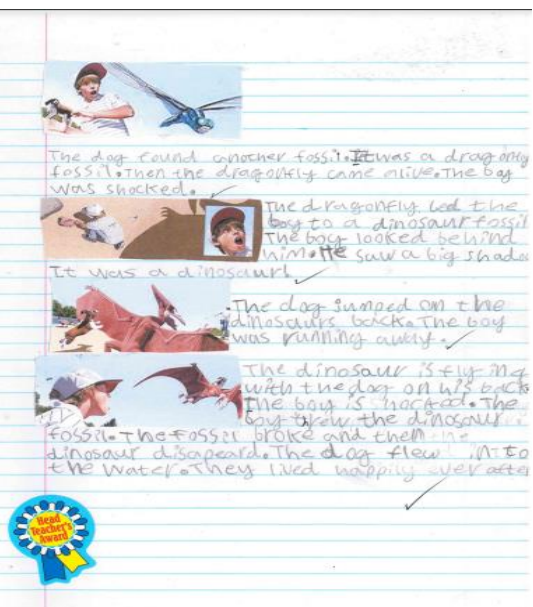 The dog found another fossil. It was a dragonfly
fossil. Then the dragonfly came alive. The boy
was shocked.
The dragonfly led the
boy to a dinosaur fossil
The boy looked behind
him. He saw a big shado
It was a dinosaur!
The dog jumped on the
dinosaurs back. The boy
was running away.
The dinosaur is flying
with the dog on his back
The boy is shocked. The
boy threw the dinosaur
fossil. The fossil broke and then the
dinosaur disapeard. The dog flew into
the water. They lived happily ever after
Head
Teacher's
Award